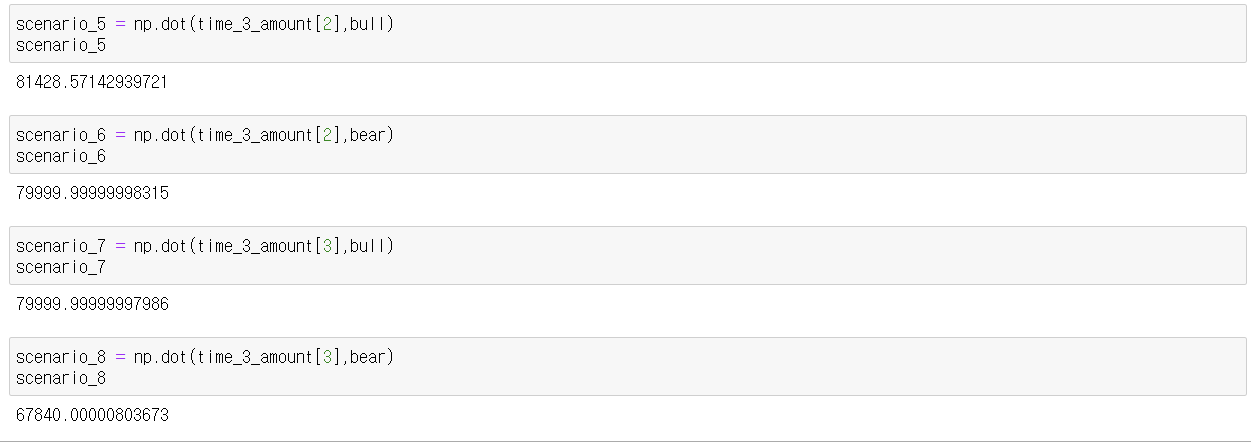 scenario_5 = np.dot(time_3_amount[2],bull)
scenario_5
81428.57142939721
scenario_6 = np.dot(time_3_amount[2],bear)
scenario_6
79999.99999998315
scenario_7 = np.dot(time_3_amount[3],bull)
scenario_7
79999.99999997986
scenario_8 = np.dot(time_3_amount[3],bear)
scenario_8
67840.00000803673